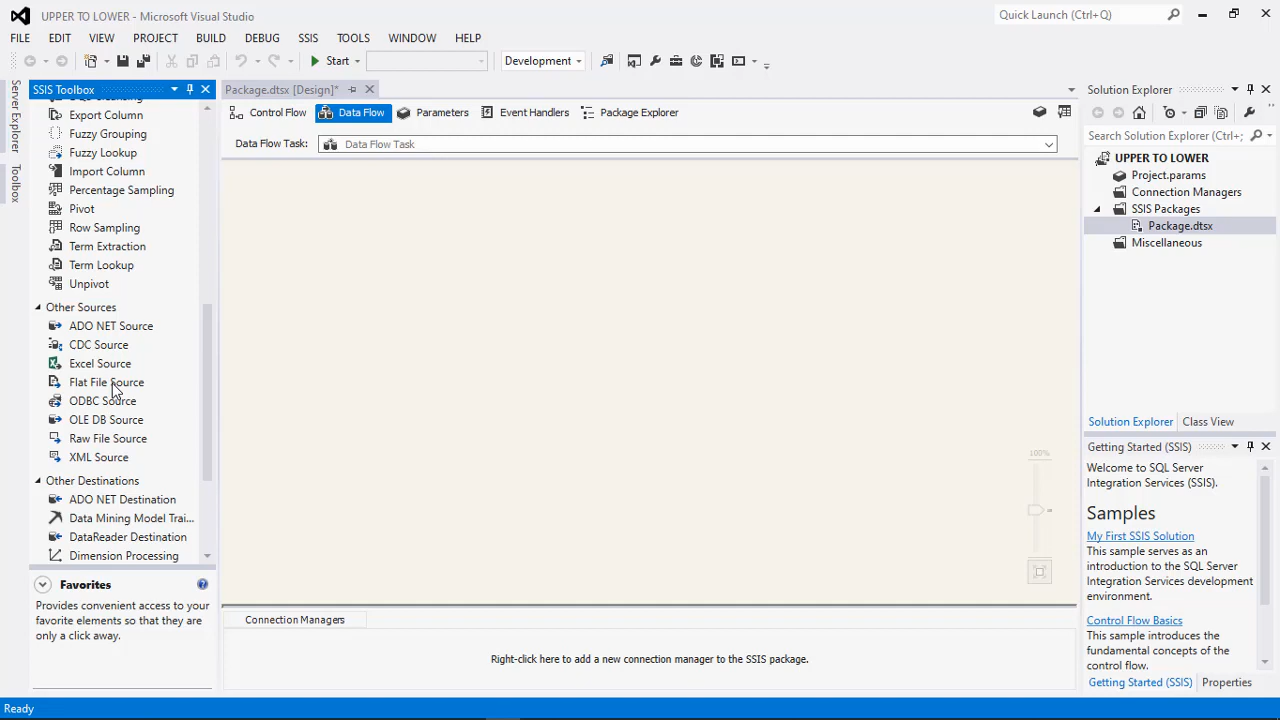 UPPER TO LOWER - Microsoft Visual Studio
Quick Launch (Ctrl+Q)
FILE EDIT VIEW PROJECT BUILD DEBUG SSIS TOOLS WINDOW HELP
Start Development
Server Explorer
Toolbox
SSIS Toolbox
Export Column
Fuzzy Grouping
Fuzzy Lookup
Import Column
Percentage Sampling
Pivot
Row Sampling
Term Extraction
Term Lookup
Unpivot
Other Sources
ADO NET Source
CDC Source
Excel Source
Flat File Source
ODBC Source
OLE DB Source
Raw File Source
XML Source
Other Destinations
ADO NET Destination
Data Mining Model Trai...
DataReader Destination
Dimension Processing
Favorites
Provides convenient access to your
favorite elements so that they are
only a click away.
Package.dtsx [Design]*
Control Flow Data Flow Parameters Event Handlers Package Explorer
Data Flow Task: Data Flow Task
100%
Connection Managers
Right-click here to add a new connection manager to the SSIS package.
Solution Explorer
Search Solution Explorer (Ctrl+;)
UPPER TO LOWER
Project.params
Connection Managers
SSIS Packages
Package.dtsx
Miscellaneous
Solution Explorer Class View
Getting Started (SSIS)
Welcome to SQL Server
Integration Services (SSIS).
Samples
My First SSIS Solution
This sample serves as an
introduction to the SQL Server
Integration Services development
environment.
Control Flow Basics
This sample introduces the
fundamental concepts of the
control flow.
Getting Started (SSIS) Properties
Ready